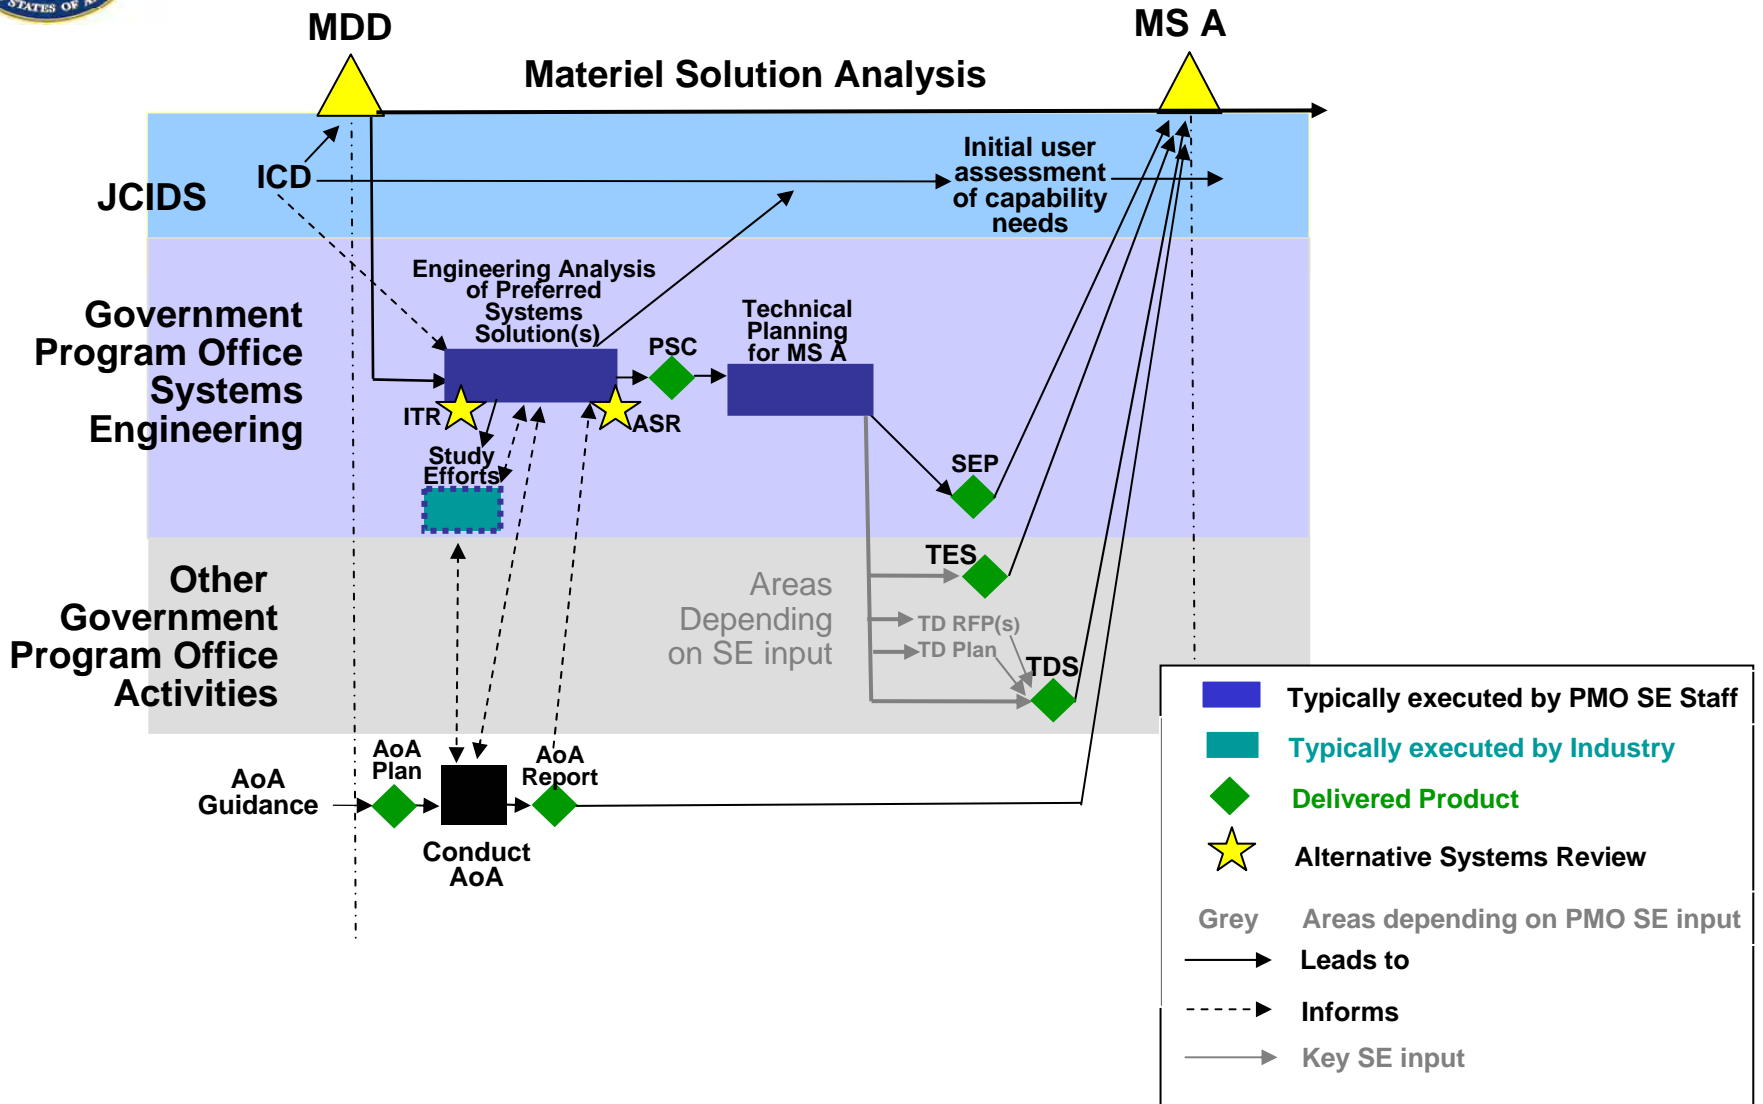 STATES OF A
MDD
MS A
Materiel Solution Analysis
JCIDS
ICD
Initial user
assessment
of capability
needs
Government
Program Office
Systems
Engineering
Engineering Analysis
of Preferred
Systems
Solution(s)
PSC
Technical
Planning
for MS A
ITR
ASR
Study
Efforts
SEP
Other
Government
Program Office
Activities
TES
Areas
Depending
on SE input
TD RFP(s)
TD Plan
TDS
AoA
Guidance
AoA
Plan
AoA
Report
Conduct
AoA
Typically executed by PMO SE Staff
Typically executed by Industry
Delivered Product
Alternative Systems Review
Grey Areas depending on PMO SE input
Leads to
Informs
Key SE input